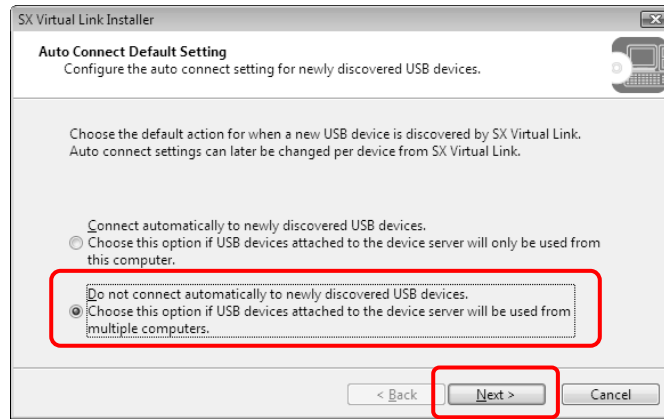 SX Virtual Link Installer
Auto Connect Default Setting
Configure the auto connect setting for newly discovered USB devices.
Choose the default action for when a new USB device is discovered by SX Virtual Link.
Auto connect settings can later be changed per device from SX Virtual Link.
Connect automatically to newly discovered USB devices.
Choose this option if USB devices attached to the device server will only be used from
this computer.
Do not connect automatically to newly discovered USB devices.
Choose this option if USB devices attached to the device server will be used from
multiple computers.
< Back Next > Cancel